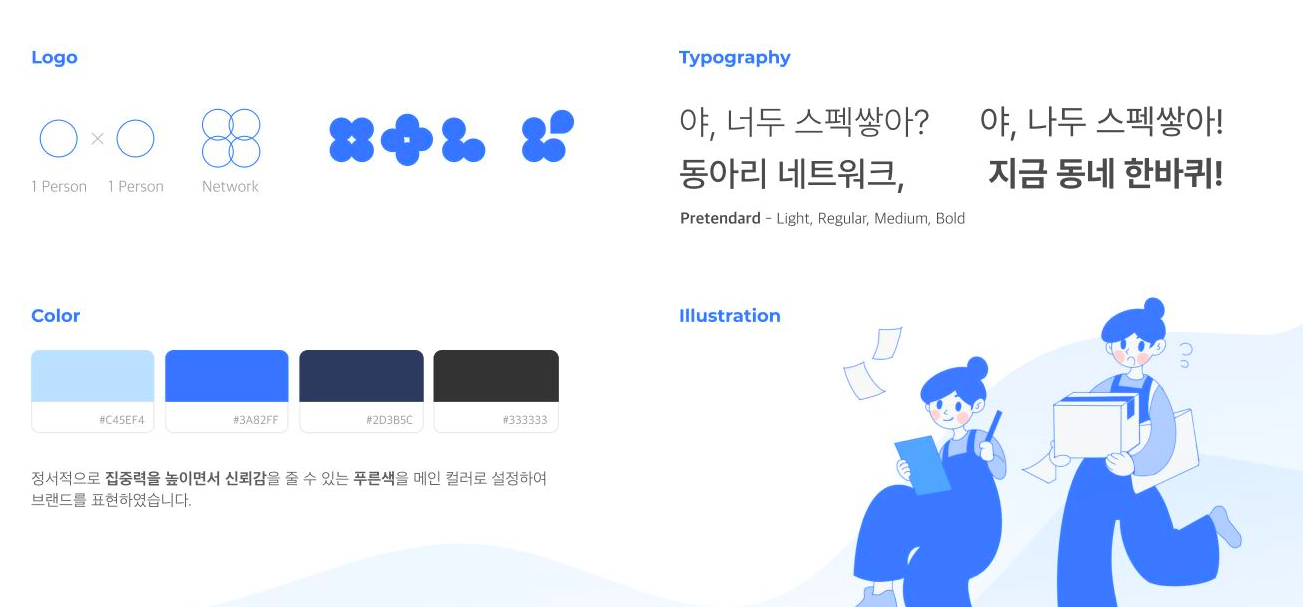 Logo
1 Person × 1 Person
Network
Typography
야, 너두 스펙쌓아? 야, 나두 스펙쌓아!
동아리 네트워크, 지금 동네 한바퀴!
Pretendard - Light, Regular, Medium, Bold
Color
#C45EF4
#3A82FF
#2D3B5C
#333333
정서적으로 집중력을 높이면서 신뢰감을 줄 수 있는 푸른색을 메인 컬러로 설정하여
브랜드를 표현하였습니다.
Illustration